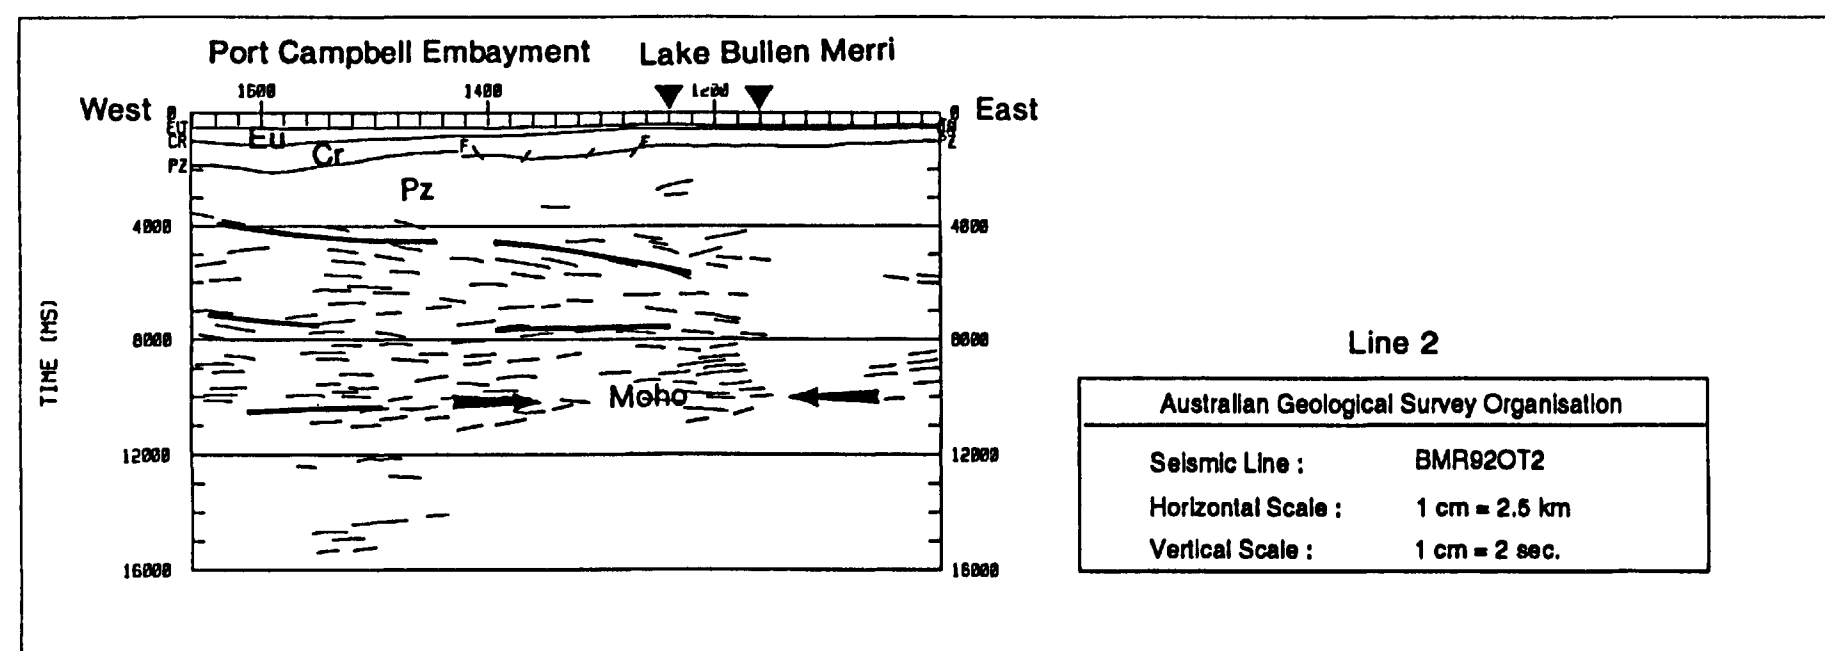 Port Campbell Embayment
Lake Bullen Merri
1600 1400 1200
West
East
0 0
EU
CR
PZ
Eu
Cr
Pz
F F
4000 4000
8000 8000
12000 12000
16000 16000
TIME (MS)
Moho
Line 2
Australian Geological Survey Organisation
Seismic Line : BMR92OT2
Horizontal Scale : 1 cm = 2.5 km
Vertical Scale : 1 cm = 2 sec.